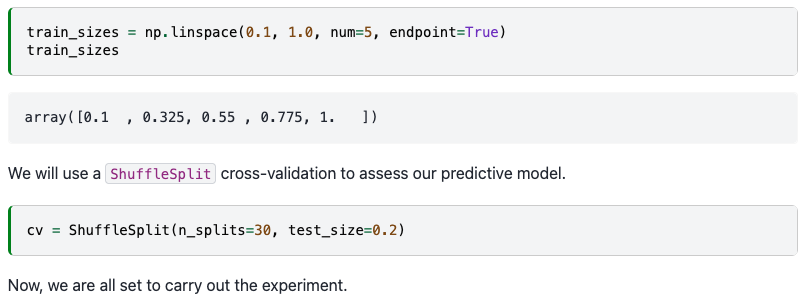 train_sizes = np.linspace(0.1, 1.0, num=5, endpoint=True)
train_sizes
array([0.1  , 0.325, 0.55 , 0.775, 1.   ])
We will use a ShuffleSplit cross-validation to assess our predictive model.
cv = ShuffleSplit(n_splits=30, test_size=0.2)
Now, we are all set to carry out the experiment.